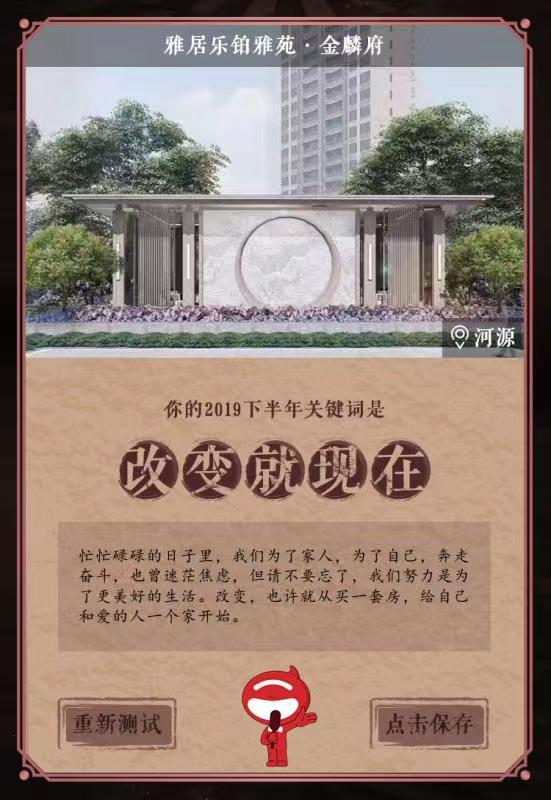 雅居乐铂雅苑·金麟府
河源
你的2019下半年关键词是
改变就现在
忙忙碌碌的日子里，我们为了家人，为了自己，奔走
奋斗，也曾迷茫焦虑，但请不要忘了，我们努力是为
了更美好的生活。改变，也许就从买一套房，给自己
和爱的人一个家开始。
重新测试
点击保存